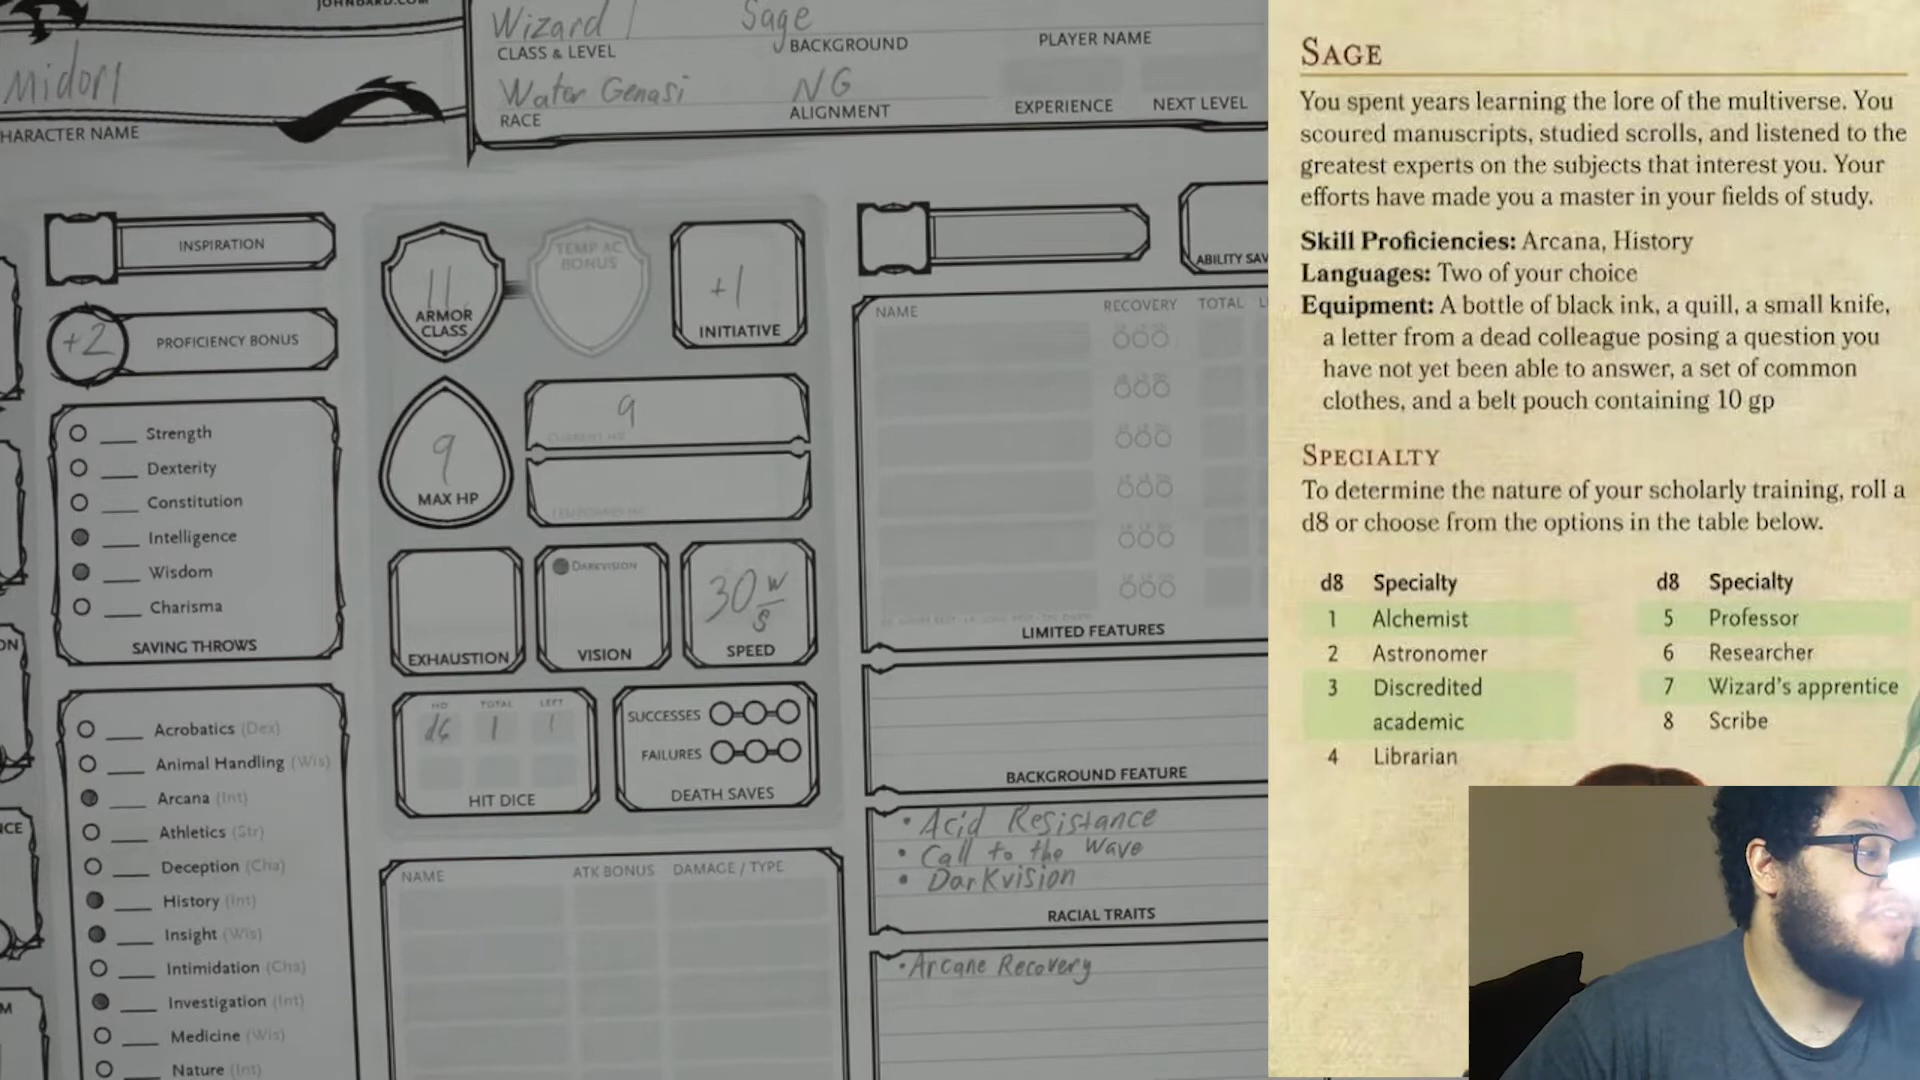 JOHNBARD.COM
Wizard 1 Sage
CLASS & LEVEL BACKGROUND PLAYER NAME
Midori
CHARACTER NAME
Water Genasi NG
RACE ALIGNMENT EXPERIENCE NEXT LEVEL
INSPIRATION
+2 PROFICIENCY BONUS
Strength
Dexterity
Constitution
Intelligence
Wisdom
Charisma
SAVING THROWS
Acrobatics (Dex)
Animal Handling (Wis)
Arcana (Int)
Athletics (Str)
Deception (Cha)
History (Int)
Insight (Wis)
Intimidation (Cha)
Investigation (Int)
Medicine (Wis)
Nature (Int)
11
ARMOR
CLASS
TEMP AC
BONUS
+1
INITIATIVE
9
MAX HP
9
CURRENT HP
TEMPORARY HP
EXHAUSTION
DARKVISION
VISION
30 w/s
SPEED
HD TOTAL LEFT
d6 1 1
HIT DICE
SUCCESSES
FAILURES
DEATH SAVES
NAME ATK BONUS DAMAGE / TYPE
ABILITY SAV
NAME RECOVERY TOTAL L
LIMITED FEATURES
BACKGROUND FEATURE
• Acid Resistance
• Call to the Wave
• Darkvision
RACIAL TRAITS
• Arcane Recovery
SAGE
You spent years learning the lore of the multiverse. You
scoured manuscripts, studied scrolls, and listened to the
greatest experts on the subjects that interest you. Your
efforts have made you a master in your fields of study.
Skill Proficiencies: Arcana, History
Languages: Two of your choice
Equipment: A bottle of black ink, a quill, a small knife,
a letter from a dead colleague posing a question you
have not yet been able to answer, a set of common
clothes, and a belt pouch containing 10 gp
SPECIALTY
To determine the nature of your scholarly training, roll a
d8 or choose from the options in the table below.
d8 Specialty d8 Specialty
1 Alchemist 5 Professor
2 Astronomer 6 Researcher
3 Discredited 7 Wizard's apprentice
academic 8 Scribe
4 Librarian